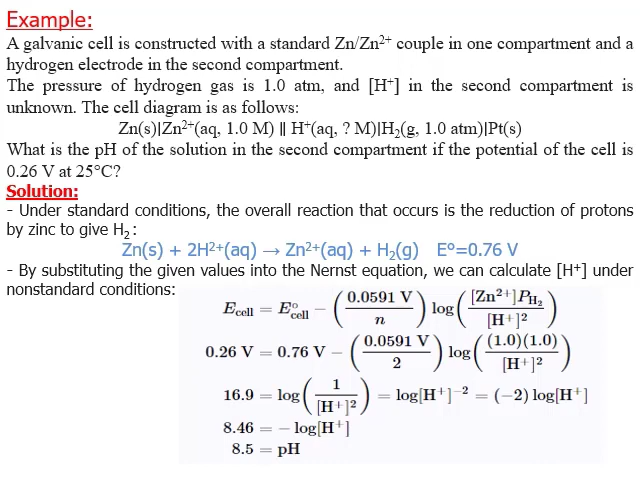 Example:
A galvanic cell is constructed with a standard Zn/Zn²⁺ couple in one compartment and a
hydrogen electrode in the second compartment.
The pressure of hydrogen gas is 1.0 atm, and [H⁺] in the second compartment is
unknown. The cell diagram is as follows:
Zn(s)|Zn²⁺(aq, 1.0 M) || H⁺(aq, ? M)|H₂(g, 1.0 atm)|Pt(s)
What is the pH of the solution in the second compartment if the potential of the cell is
0.26 V at 25°C?
Solution:
- Under standard conditions, the overall reaction that occurs is the reduction of protons
by zinc to give H₂:
Zn(s) + 2H²⁺(aq) → Zn²⁺(aq) + H₂(g) E°=0.76 V
- By substituting the given values into the Nernst equation, we can calculate [H⁺] under
nonstandard conditions:
E_cell = E°_cell − (0.0591 V / n) log([Zn²⁺]P_H₂ / [H⁺]²)
0.26 V = 0.76 V − (0.0591 V / 2) log((1.0)(1.0) / [H⁺]²)
16.9 = log(1 / [H⁺]²) = log[H⁺]⁻² = (−2) log[H⁺]
8.46 = − log[H⁺]
8.5 = pH